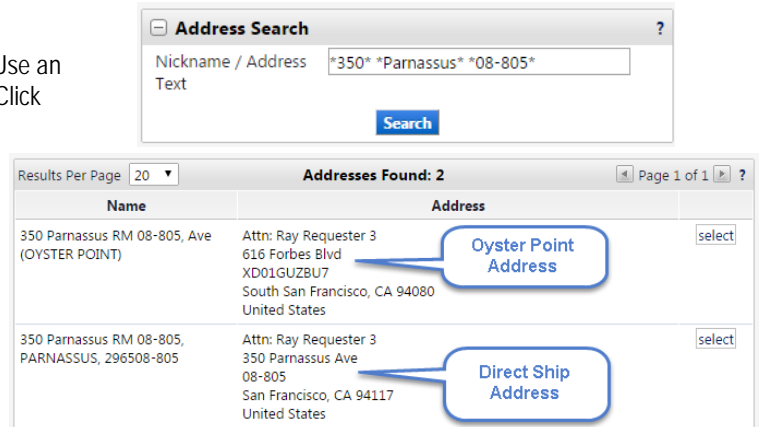 Use an
Click
Address Search ?
Nickname / Address Text *350* *Parnassus* *08-805*
Search
Results Per Page 20 Addresses Found: 2 Page 1 of 1 ?
Name Address
350 Parnassus RM 08-805, Ave
(OYSTER POINT)
Attn: Ray Requester 3
616 Forbes Blvd
XD01GUZBU7
South San Francisco, CA 94080
United States
Oyster Point
Address
select
350 Parnassus RM 08-805,
PARNASSUS, 296508-805
Attn: Ray Requester 3
350 Parnassus Ave
08-805
San Francisco, CA 94117
United States
Direct Ship
Address
select